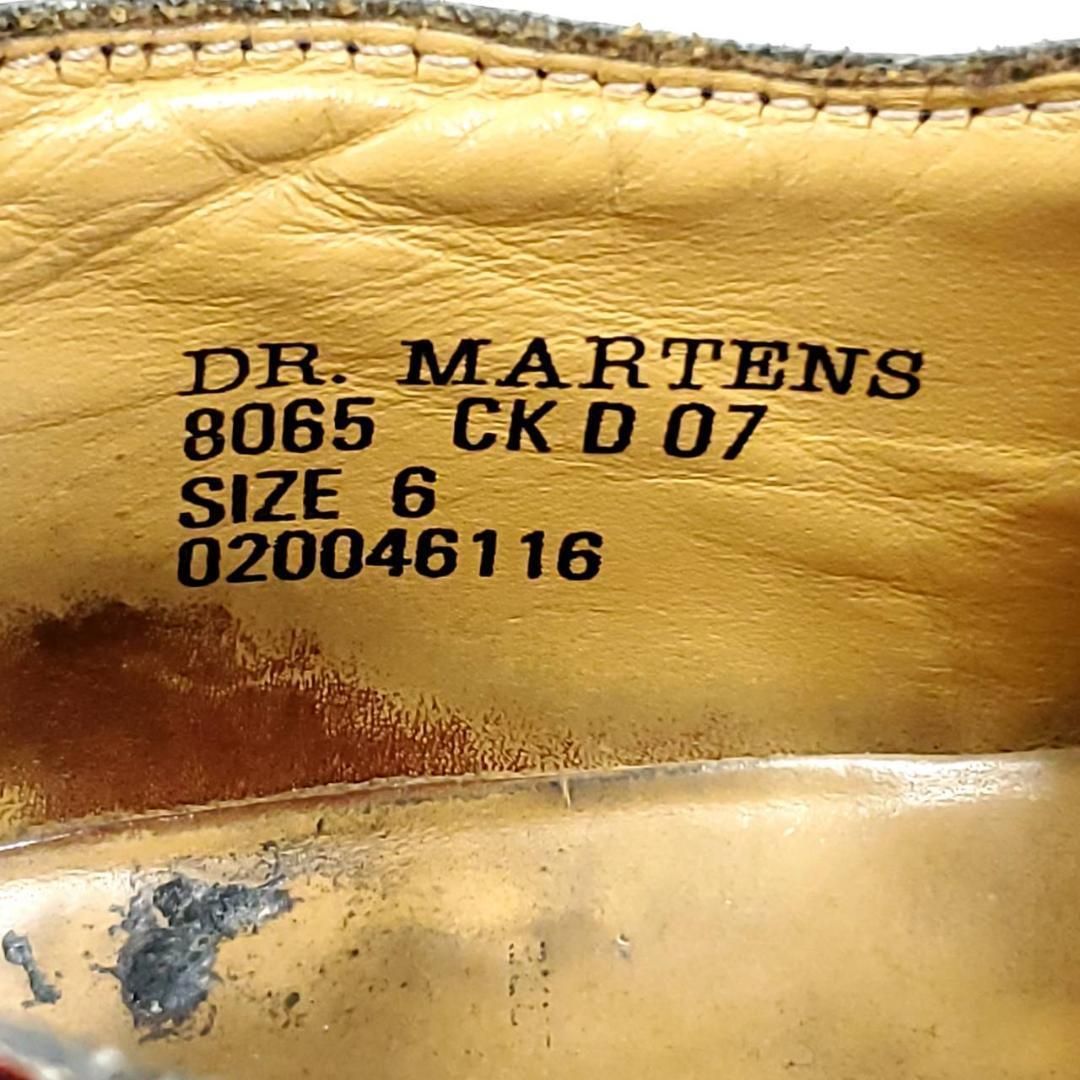 DR. MARTENS
8065 CK D 07
SIZE 6
020046116